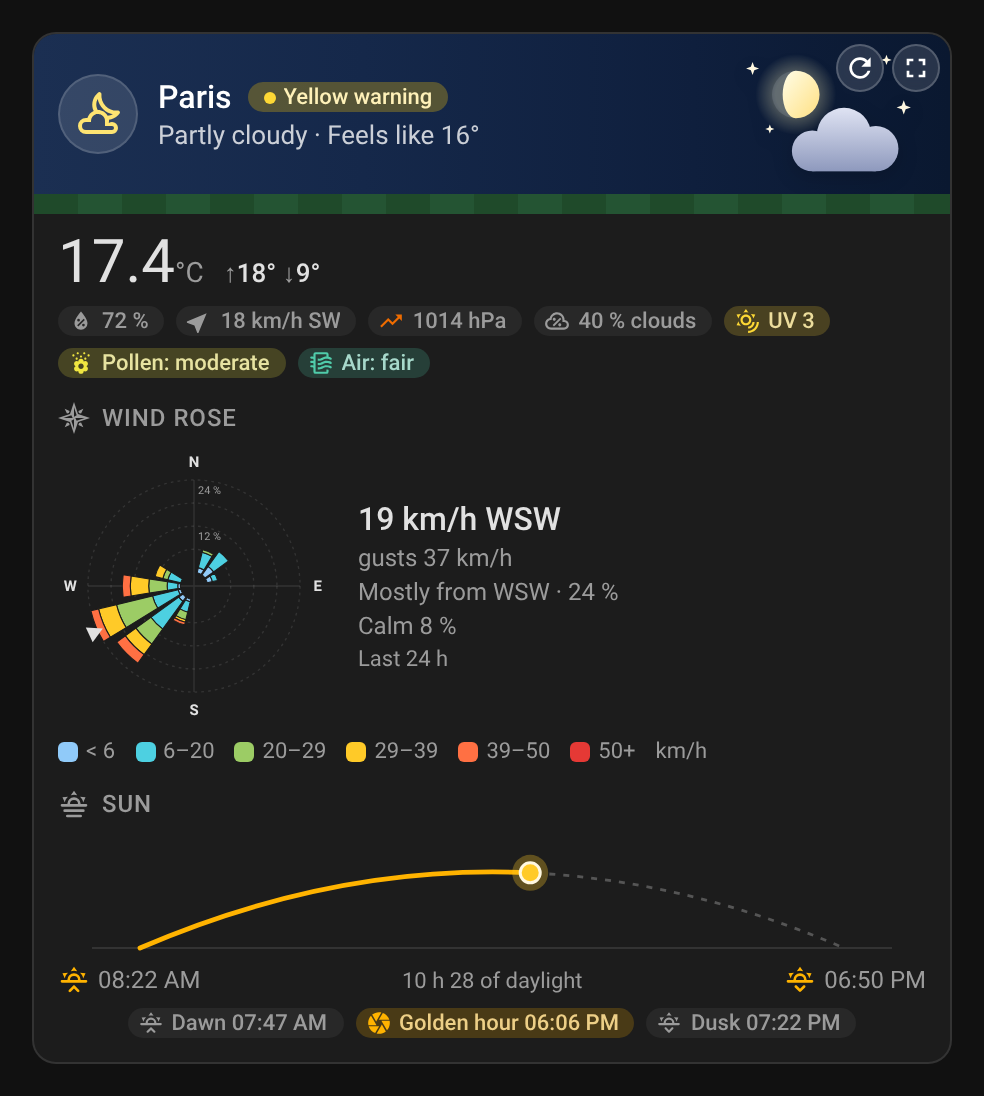 Paris Yellow warning
Partly cloudy · Feels like 16°
17.4°C ↑18° ↓9°
72 % 18 km/h SW 1014 hPa 40 % clouds UV 3
Pollen: moderate Air: fair
WIND ROSE
N
24 %
12 %
W E
S
19 km/h WSW
gusts 37 km/h
Mostly from WSW · 24 %
Calm 8 %
Last 24 h
< 6 6–20 20–29 29–39 39–50 50+ km/h
SUN
08:22 AM 10 h 28 of daylight 06:50 PM
Dawn 07:47 AM Golden hour 06:06 PM Dusk 07:22 PM